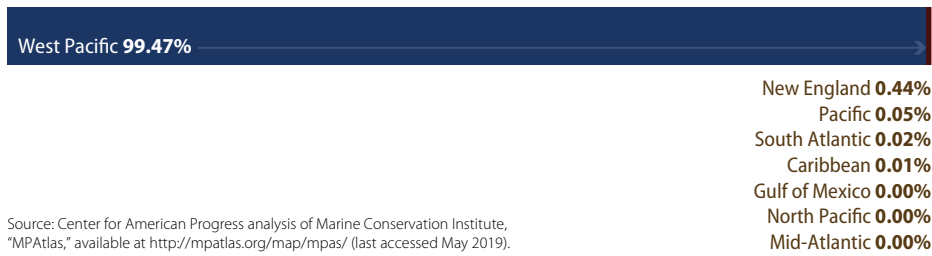 West Pacific 99.47%
New England 0.44%
Pacific 0.05%
South Atlantic 0.02%
Caribbean 0.01%
Gulf of Mexico 0.00%
North Pacific 0.00%
Mid-Atlantic 0.00%
Source: Center for American Progress analysis of Marine Conservation Institute,
“MPAtlas,” available at http://mpatlas.org/map/mpas/ (last accessed May 2019).